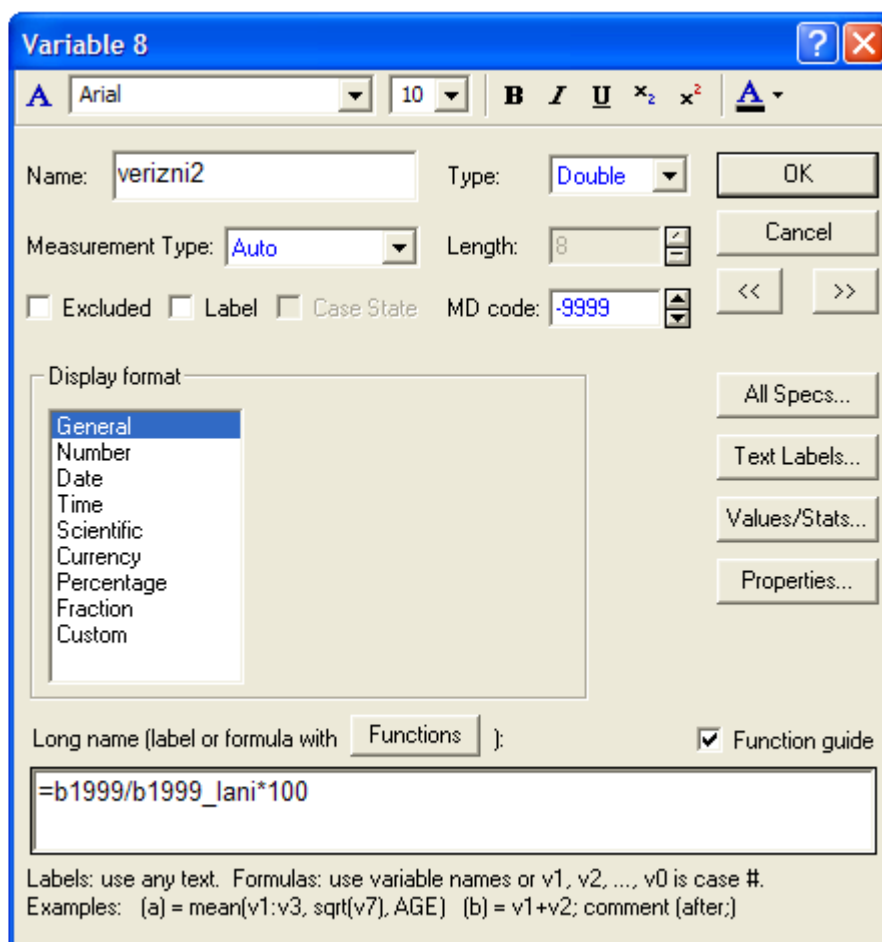 Variable 8
A Arial 10 B I U x₂ x² A
Name: verizni2 Type: Double OK
Measurement Type: Auto Length: 8 Cancel
Excluded Label Case State MD code: -9999 << >>
Display format
General
Number
Date
Time
Scientific
Currency
Percentage
Fraction
Custom
All Specs...
Text Labels...
Values/Stats...
Properties...
Long name (label or formula with Functions ): Function guide
=b1999/b1999_lani*100
Labels: use any text. Formulas: use variable names or v1, v2, ..., v0 is case #.
Examples: (a) = mean(v1:v3, sqrt(v7), AGE) (b) = v1+v2; comment (after;)